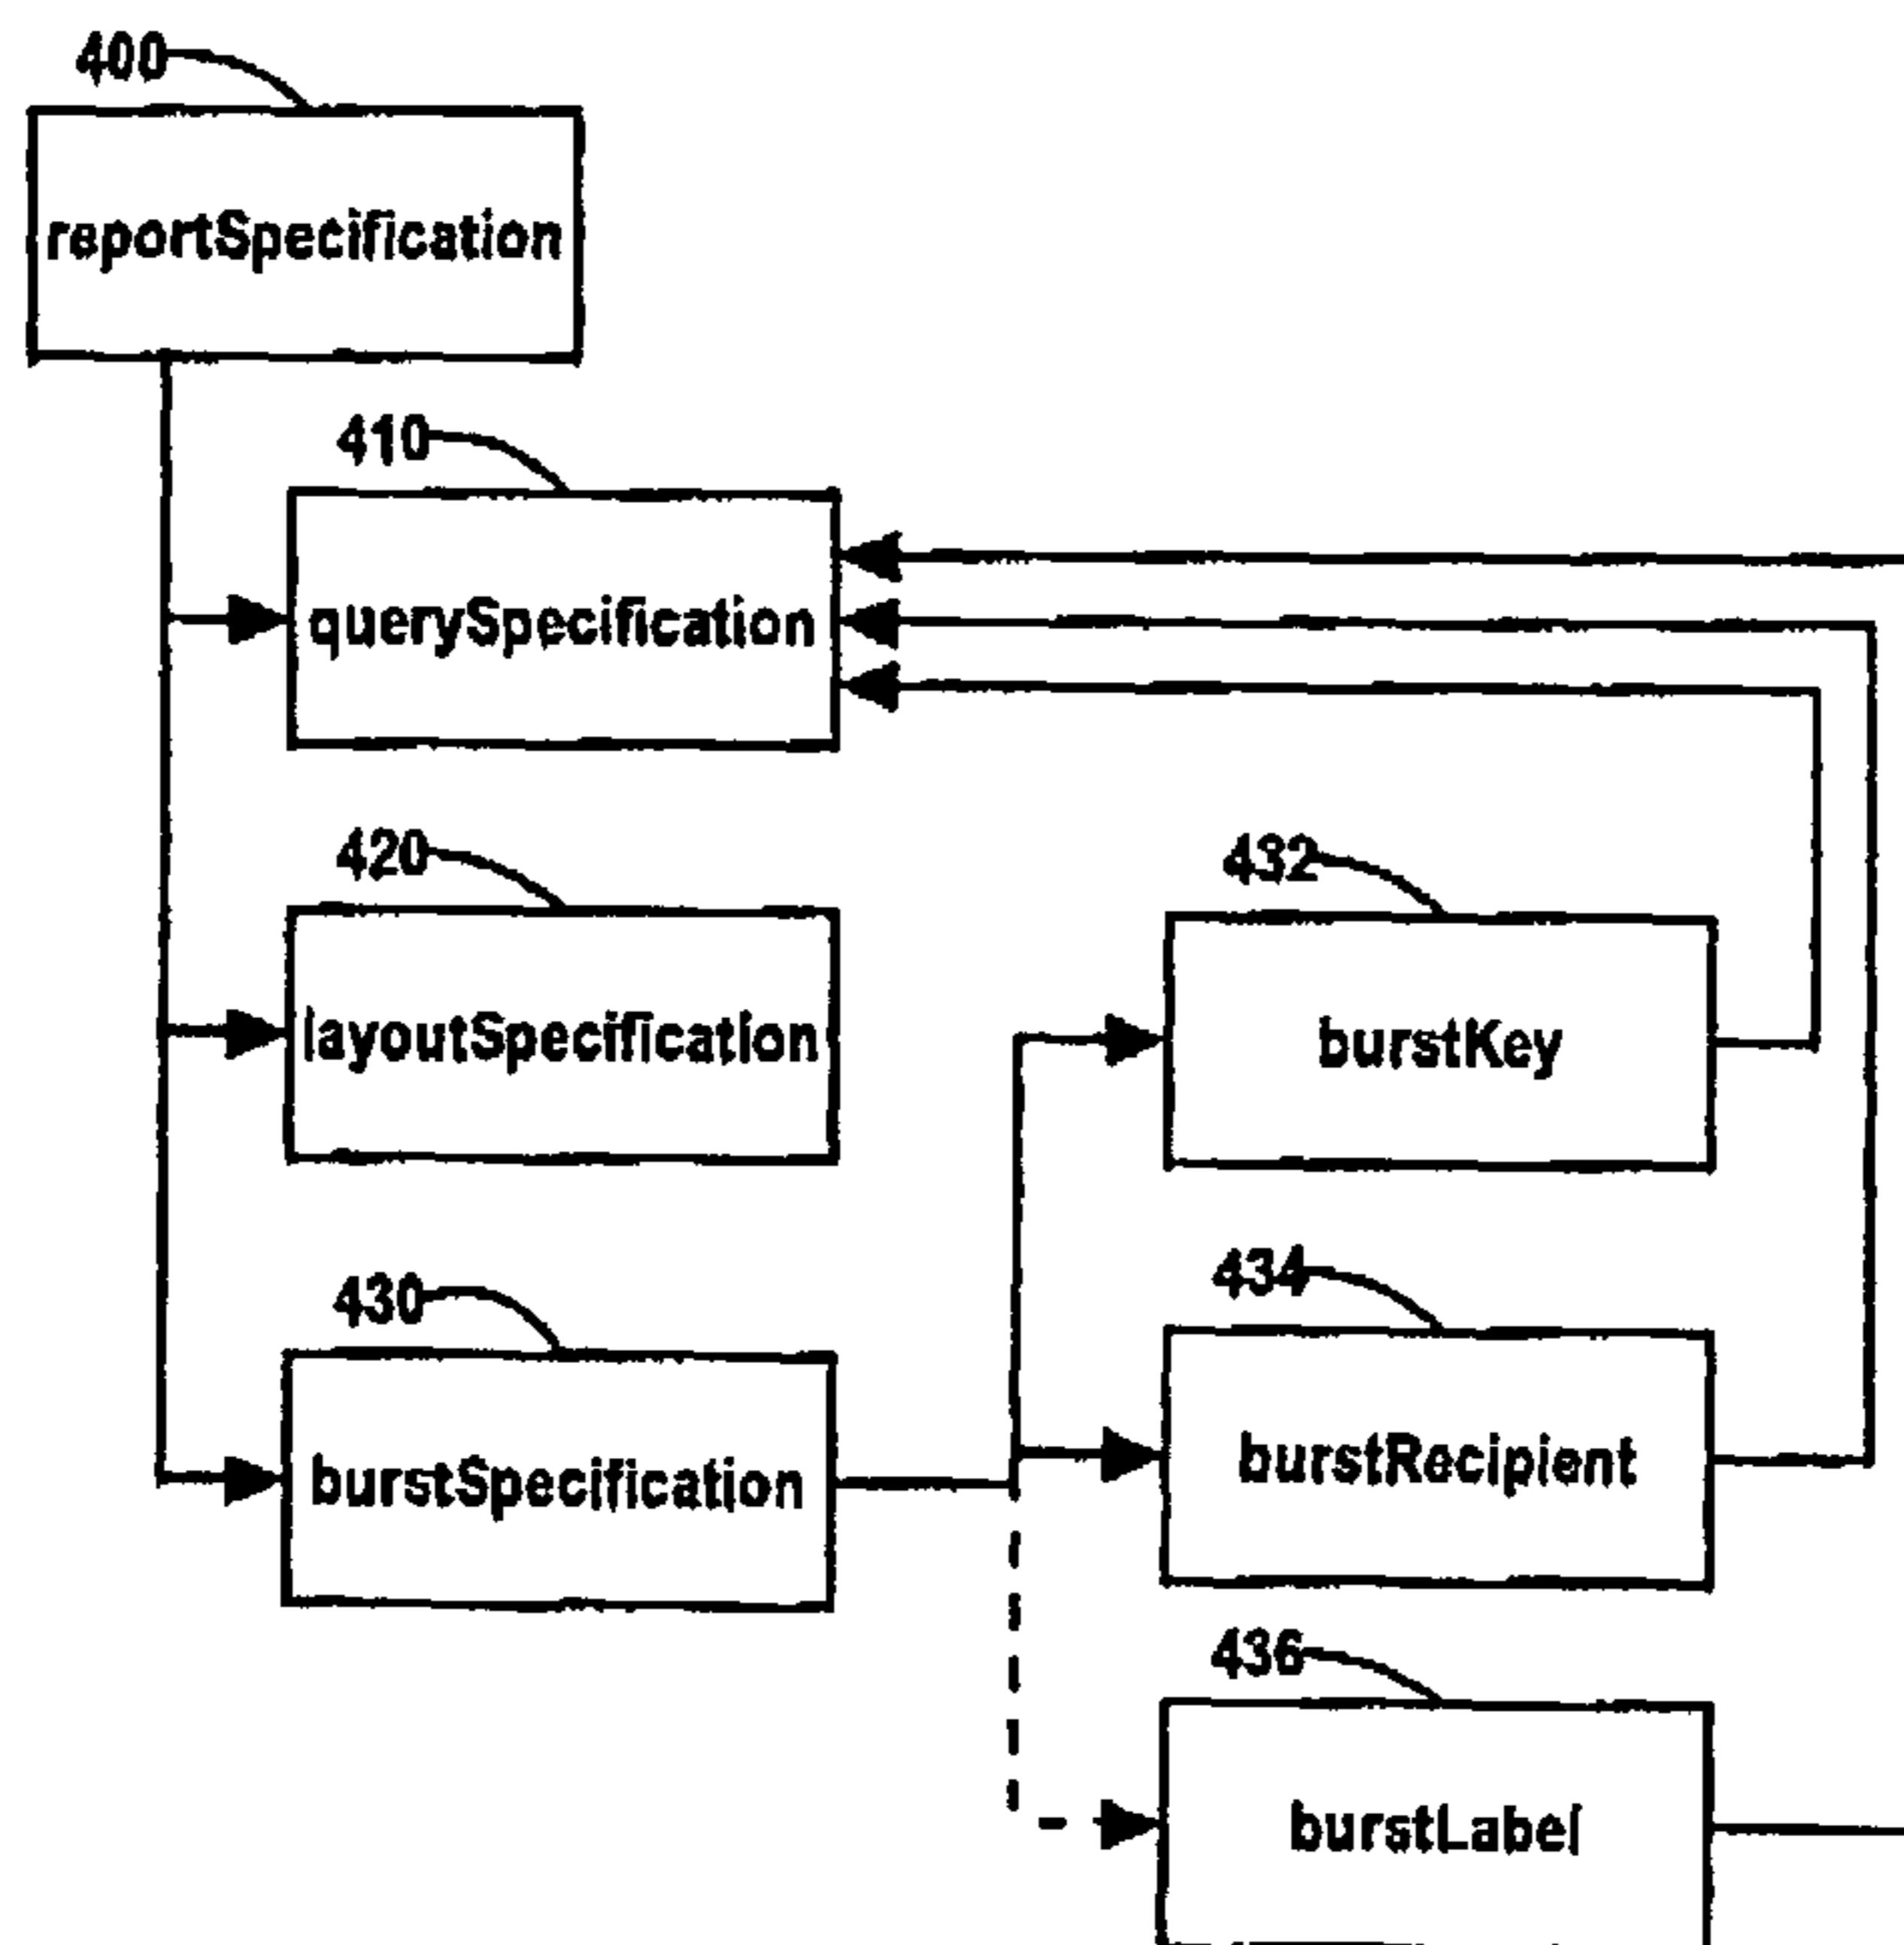 400
reportSpecification
410
querySpecification
420
layoutSpecification
432
burstKey
430
burstSpecification
434
burstRecipient
436
burstLabel